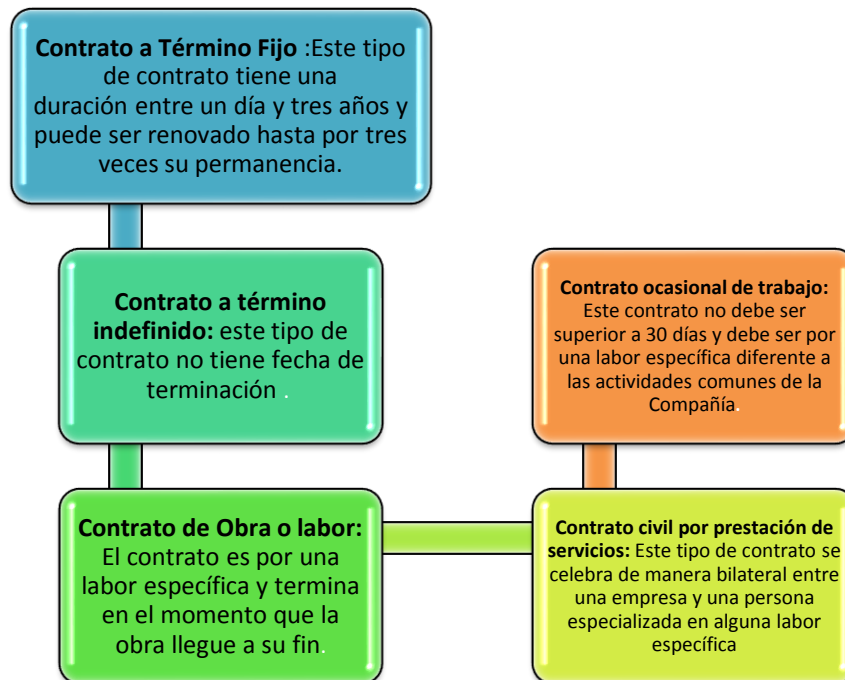 Contrato a Término Fijo :Este tipo
de contrato tiene una
duración entre un día y tres años y
puede ser renovado hasta por tres
veces su permanencia.
Contrato a término
indefinido: este tipo de
contrato no tiene fecha de
terminación .
Contrato de Obra o labor:
El contrato es por una
labor específica y termina
en el momento que la
obra llegue a su fin.
Contrato civil por prestación de
servicios: Este tipo de contrato se
celebra de manera bilateral entre
una empresa y una persona
especializada en alguna labor
específica
Contrato ocasional de trabajo:
Este contrato no debe ser
superior a 30 días y debe ser por
una labor específica diferente a
las actividades comunes de la
Compañía.